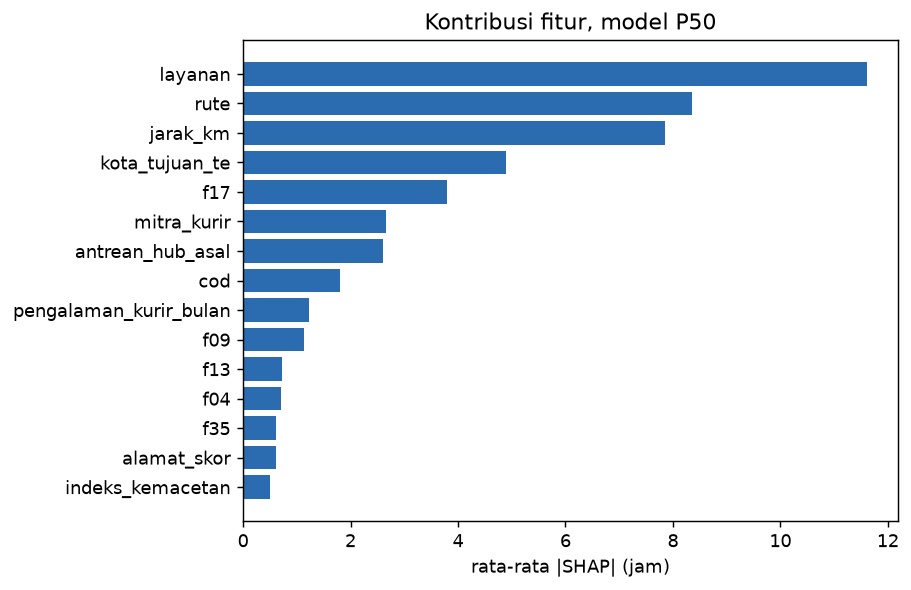 Kontribusi fitur, model P50
layanan
rute
jarak_km
kota_tujuan_te
f17
mitra_kurir
antrean_hub_asal
cod
pengalaman_kurir_bulan
f09
f13
f04
f35
alamat_skor
indeks_kemacetan
0 2 4 6 8 10 12
rata-rata |SHAP| (jam)